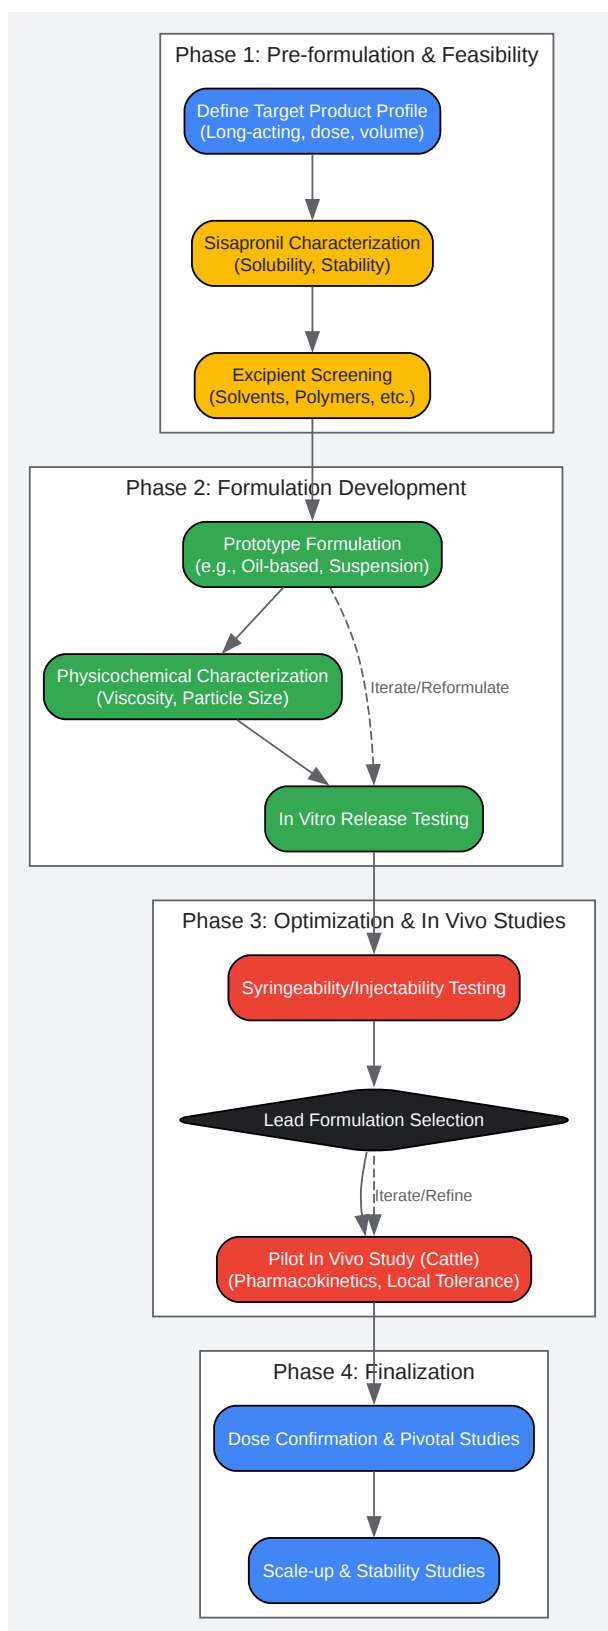 Phase 1: Pre-formulation & Feasibility
Define Target Product Profile
(Long-acting, dose, volume)
Sisapronil Characterization
(Solubility, Stability)
Excipient Screening
(Solvents, Polymers, etc.)
Phase 2: Formulation Development
Prototype Formulation
(e.g., Oil-based, Suspension)
Physicochemical Characterization
(Viscosity, Particle Size)
Iterate/Reformulate
In Vitro Release Testing
Phase 3: Optimization & In Vivo Studies
Syringeability/Injectability Testing
Lead Formulation Selection
Iterate/Refine
Pilot In Vivo Study (Cattle)
(Pharmacokinetics, Local Tolerance)
Phase 4: Finalization
Dose Confirmation & Pivotal Studies
Scale-up & Stability Studies